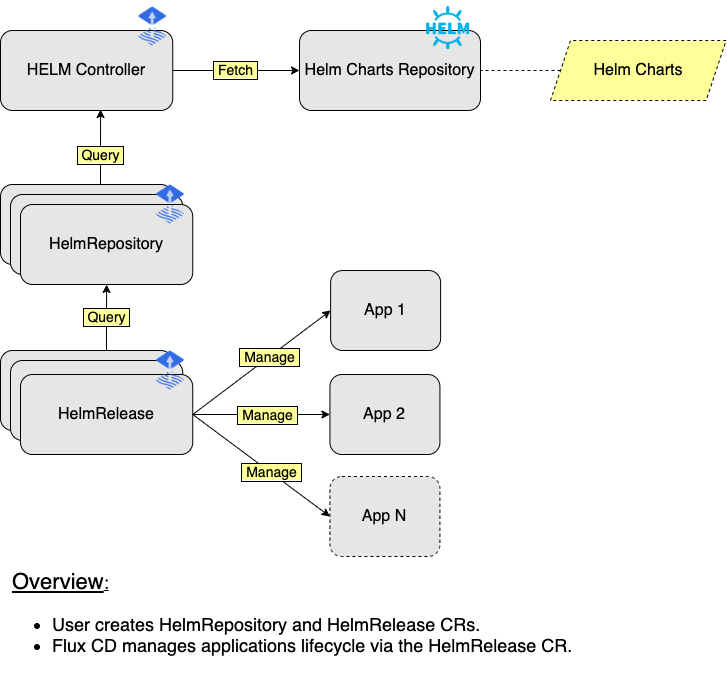 HELM
HELM Controller
Fetch
Helm Charts Repository
Helm Charts
Query
HelmRepository
Query
App 1
Manage
HelmRelease
Manage
App 2
Manage
App N
Overview:
• User creates HelmRepository and HelmRelease CRs.
• Flux CD manages applications lifecycle via the HelmRelease CR.